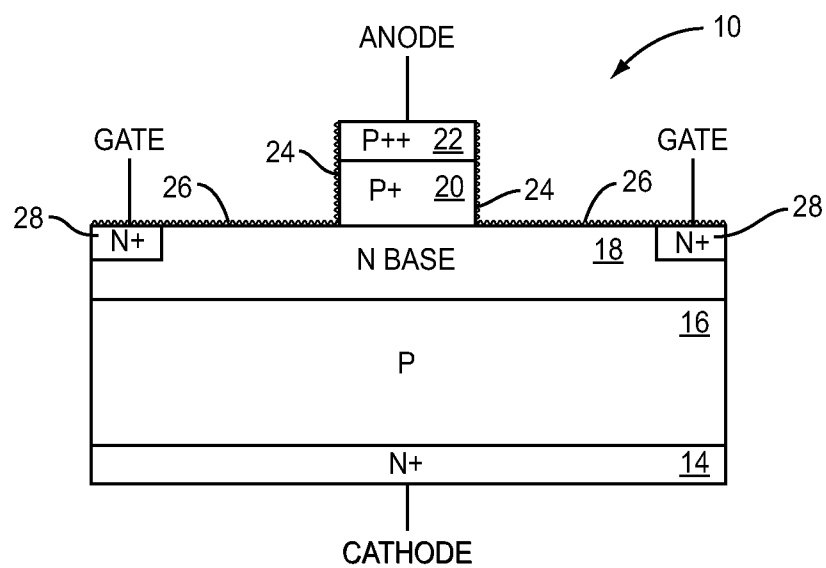 ANODE
10
GATE
P++ 22
GATE
24
26
P+ 20
24
26
28
N+
N BASE
18
N+
28
16
P
N+
14
CATHODE